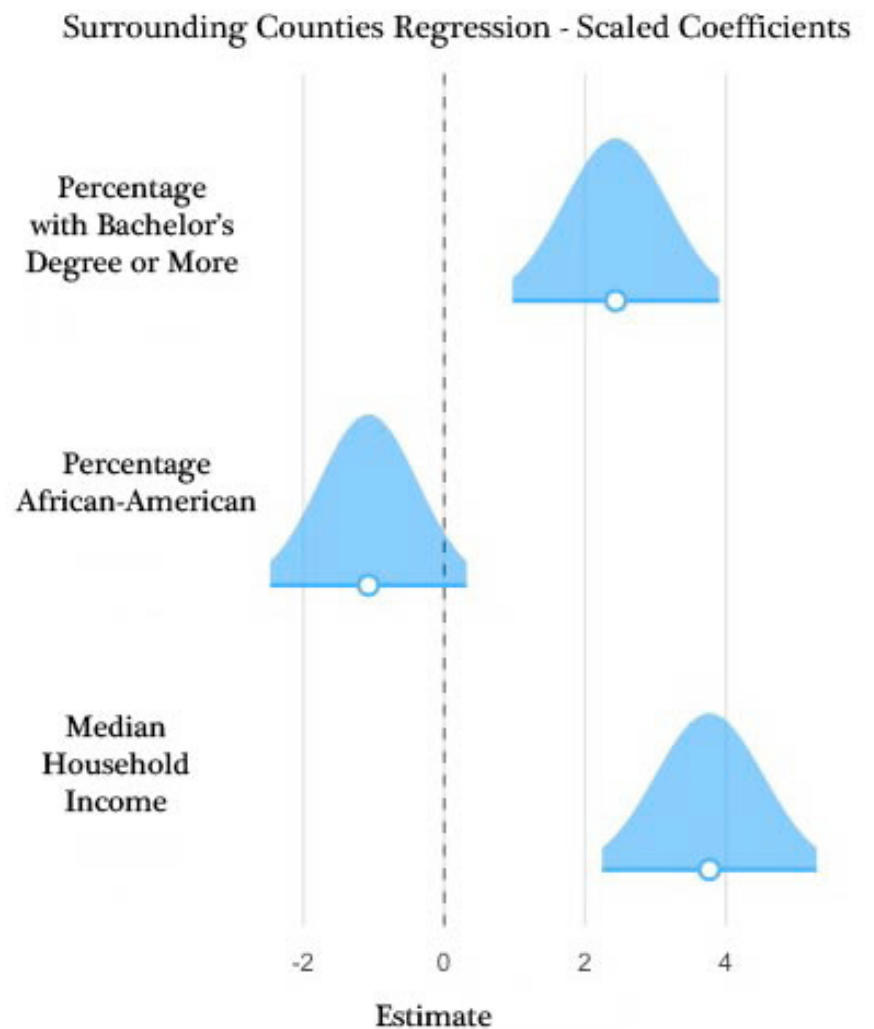 Surrounding Counties Regression - Scaled Coefficients
Percentage
with Bachelor's
Degree or More
Percentage
African-American
Median
Household
Income
-2 0 2 4
Estimate